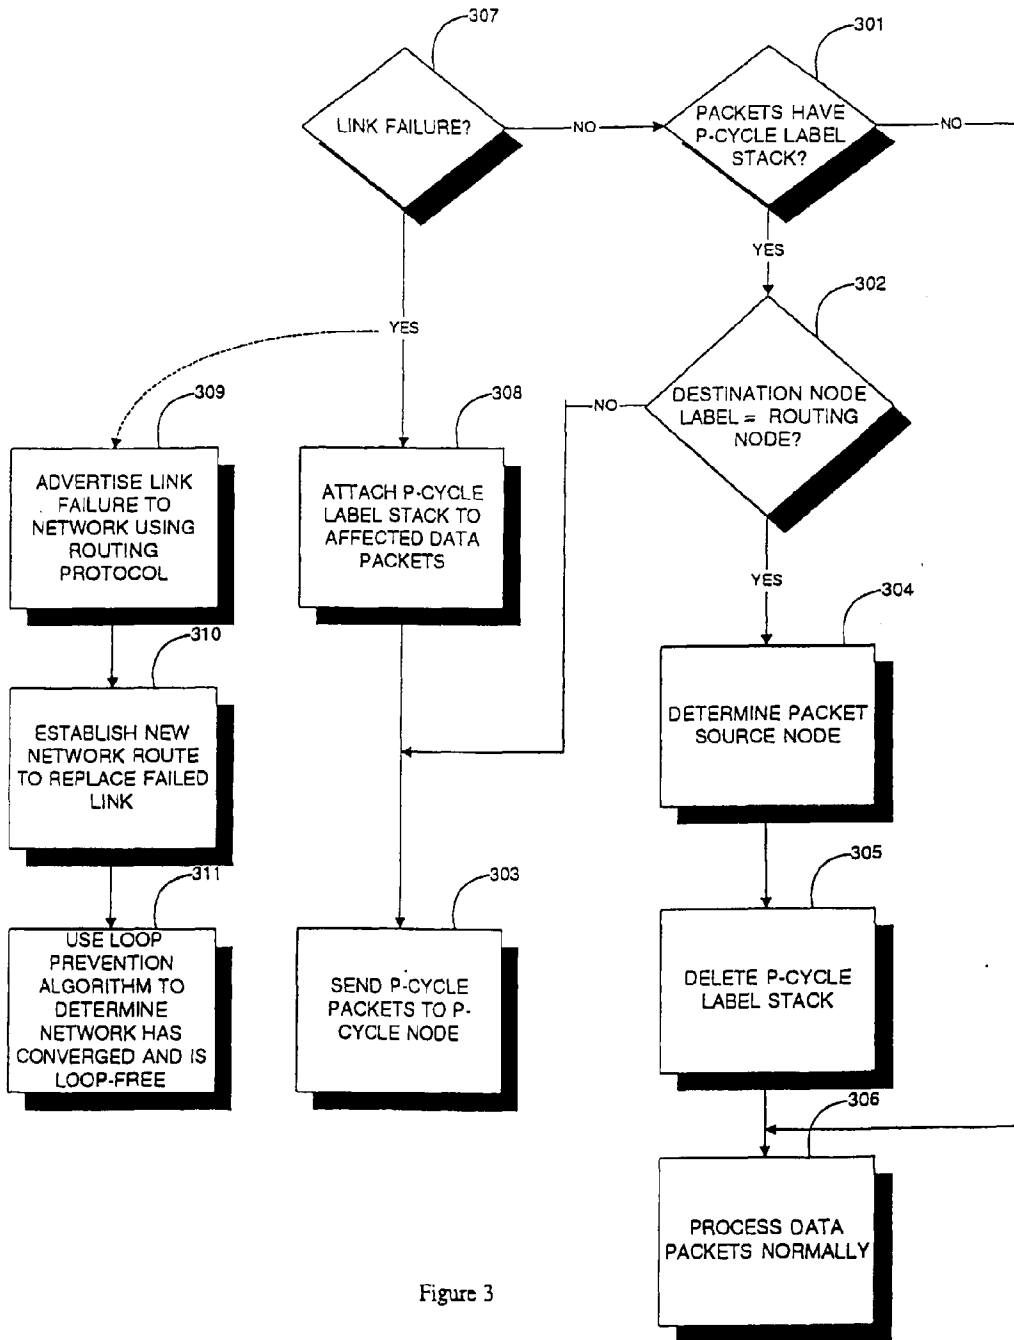 307
LINK FAILURE?
NO
301
PACKETS HAVE
P-CYCLE LABEL
STACK?
NO
YES
YES
302
DESTINATION NODE
LABEL = ROUTING
NODE?
NO
YES
309
ADVERTISE LINK
FAILURE TO
NETWORK USING
ROUTING
PROTOCOL
308
ATTACH P-CYCLE
LABEL STACK TO
AFFECTED DATA
PACKETS
304
DETERMINE PACKET
SOURCE NODE
310
ESTABLISH NEW
NETWORK ROUTE
TO REPLACE FAILED
LINK
311
USE LOOP
PREVENTION
ALGORITHM TO
DETERMINE
NETWORK HAS
CONVERGED AND IS
LOOP-FREE
303
SEND P-CYCLE
PACKETS TO P-
CYCLE NODE
305
DELETE P-CYCLE
LABEL STACK
306
PROCESS DATA
PACKETS NORMALLY
Figure 3